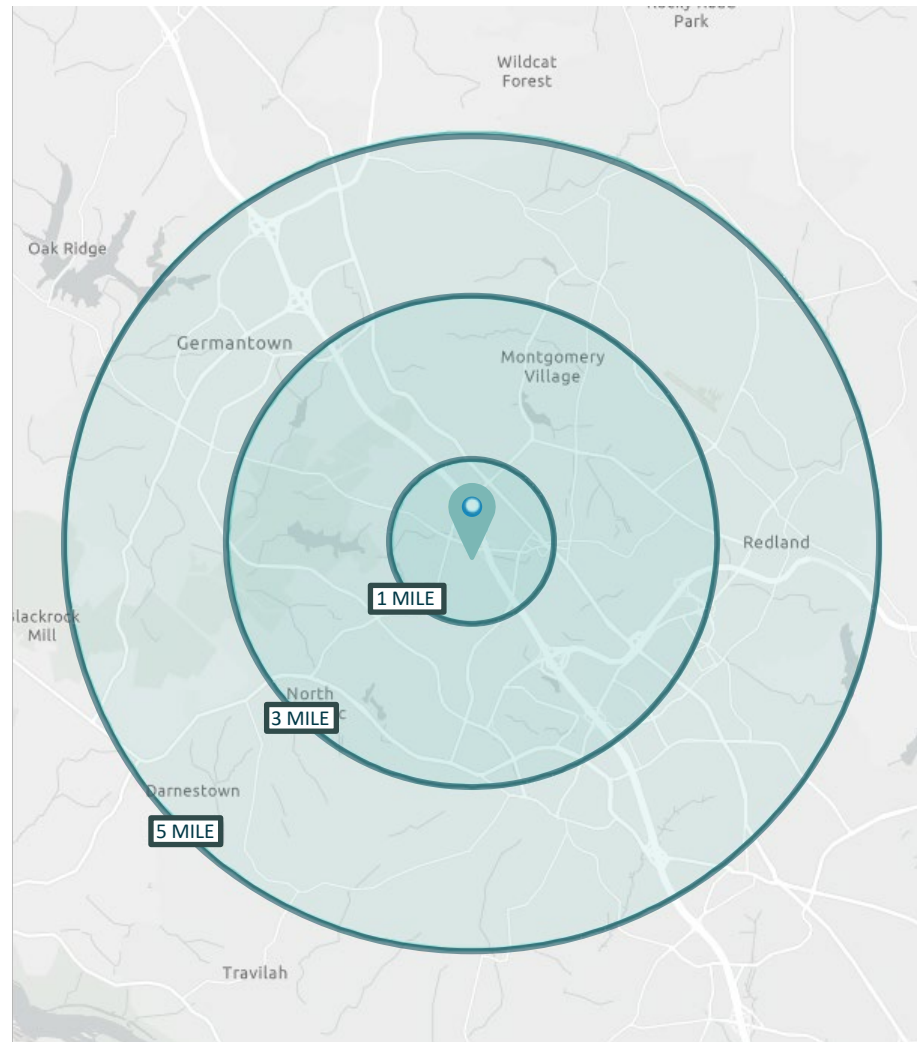 Park
Wildcat
Forest
Oak Ridge
Germantown
Montgomery
Village
Redland
1 MILE
Mill
North
3 MILE
Darnestown
5 MILE
Travilah